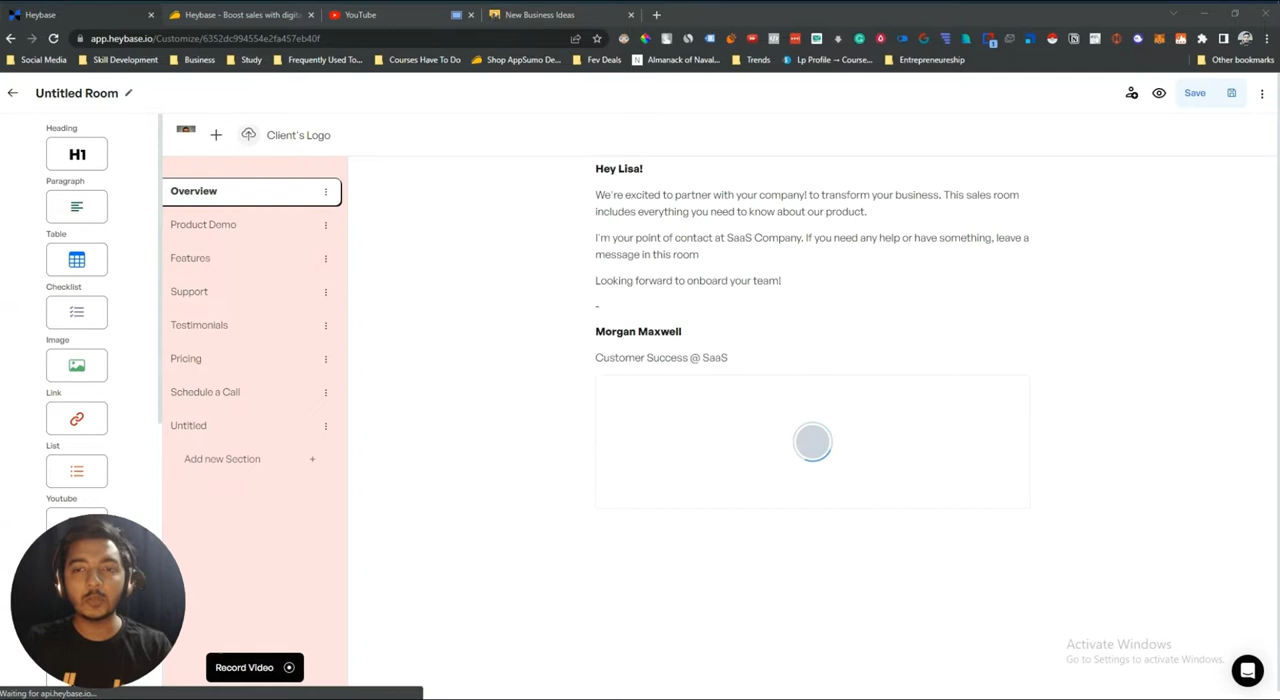 Heybase
Heybase - Boost sales with digit
YouTube
New Business Ideas
app.heybase.io/Customize/6352dc994554e2fa457eb40f
Social Media
Skill Development
Business
Study
Frequently Used To...
Courses Have To Do
Shop AppSumo De...
Fev Deals
Almanack of Naval...
Trends
Lp Profile → Course...
Entrepreneureship
Other bookmarks
Untitled Room
Save
Heading
H1
Paragraph
Table
Checklist
Image
Link
List
Youtube
Client's Logo
Overview
Product Demo
Features
Support
Testimonials
Pricing
Schedule a Call
Untitled
Add new Section +
Record Video
Hey Lisa!
We're excited to partner with your company! to transform your business. This sales room
includes everything you need to know about our product.
I'm your point of contact at SaaS Company. If you need any help or have something, leave a
message in this room
Looking forward to onboard your team!
-
Morgan Maxwell
Customer Success @ SaaS
Activate Windows
Go to Settings to activate Windows.
Waiting for api.heybase.io...